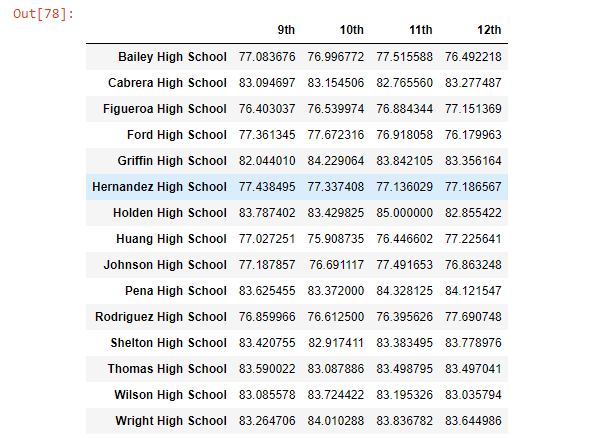 Out[78]:
9th 10th 11th 12th
Bailey High School 77.083676 76.996772 77.515588 76.492218
Cabrera High School 83.094697 83.154506 82.765560 83.277487
Figueroa High School 76.403037 76.539974 76.884344 77.151369
Ford High School 77.361345 77.672316 76.918058 76.179963
Griffin High School 82.044010 84.229064 83.842105 83.356164
Hernandez High School 77.438495 77.337408 77.136029 77.186567
Holden High School 83.787402 83.429825 85.000000 82.855422
Huang High School 77.027251 75.908735 76.446602 77.225641
Johnson High School 77.187857 76.691117 77.491653 76.863248
Pena High School 83.625455 83.372000 84.328125 84.121547
Rodriguez High School 76.859966 76.612500 76.395626 77.690748
Shelton High School 83.420755 82.917411 83.383495 83.778976
Thomas High School 83.590022 83.087886 83.498795 83.497041
Wilson High School 83.085578 83.724422 83.195326 83.035794
Wright High School 83.264706 84.010288 83.836782 83.644986